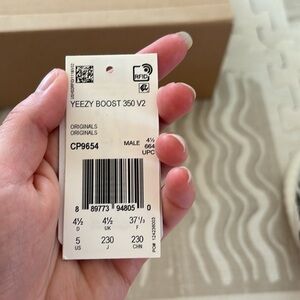 RFID
YEEZY BOOST 350 V2
ORIGINALS
ORIGINALS
CP9654
MALE 4½
664
UPC
8 89773 94805 0
4½ 4½ 37⅓
D UK F
5 230 230
US J CHN